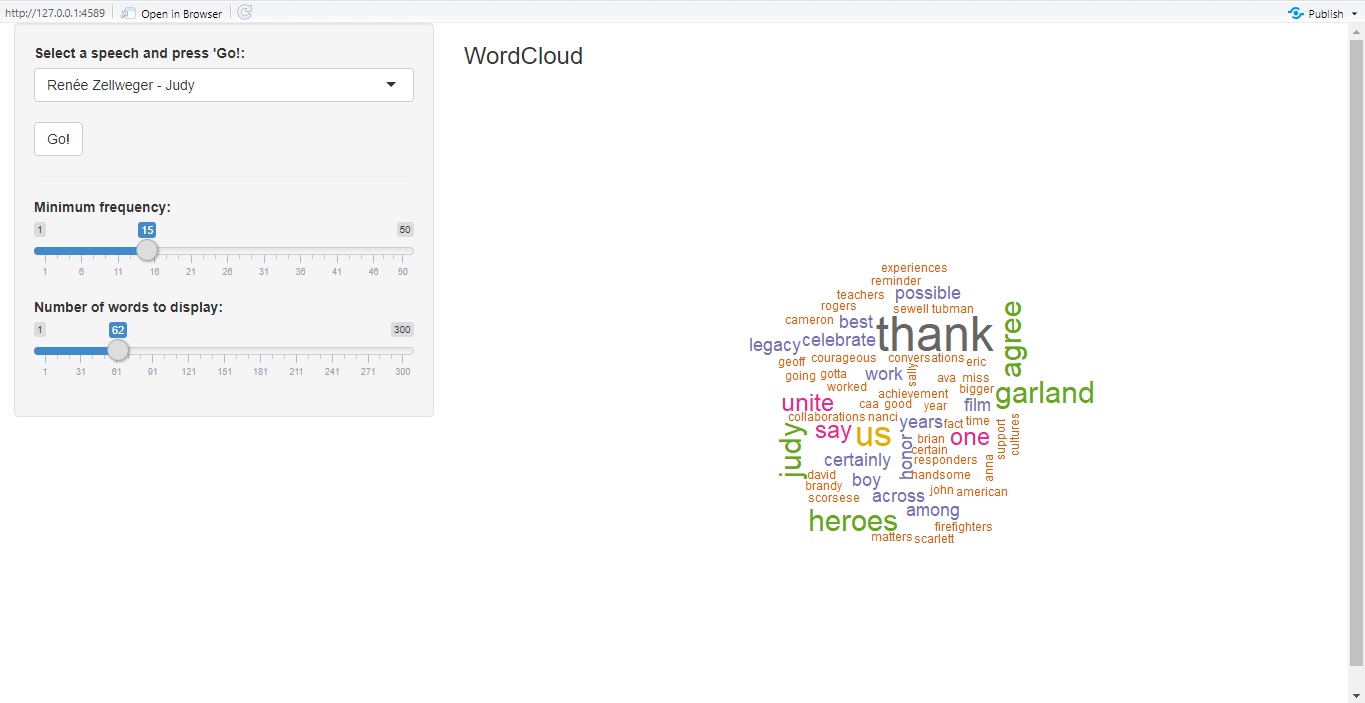 http://127.0.0.1:4589 Open in Browser Publish
Select a speech and press 'Go!:
Renée Zellweger - Judy
Go!
Minimum frequency:
1 15 50
1 6 11 16 21 26 31 36 41 46 50
Number of words to display:
1 62 300
1 31 61 91 121 151 181 211 241 271 300
WordCloud
experiences
reminder
teachers possible
rogers sewell tubman
cameron best thank agree
legacy celebrate
geoff courageous conversations eric
going gotta work sally ava miss
worked achievement bigger garland
unite caa good year film
collaborations nanci years fact time
judy say us honor brian one support cultures
certain
certainly responders anna
david boy handsome
brandy across john american
scorsese among
heroes firefighters
matters scarlett